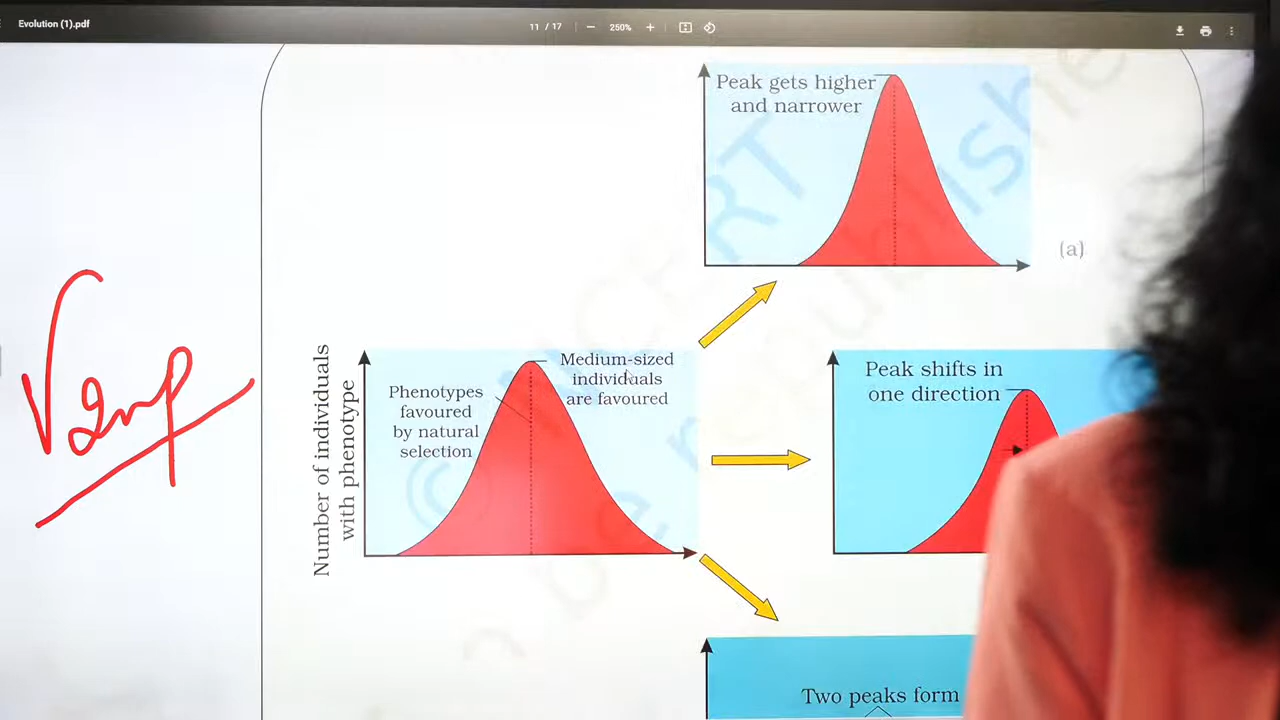 Evolution (1).pdf
11 / 17
250%
Peak gets higher
and narrower
(a)
Number of individuals
with phenotype
Phenotypes
favoured
by natural
selection
Medium-sized
individuals
are favoured
Peak shifts in
one direction
Two peaks form
V Imp